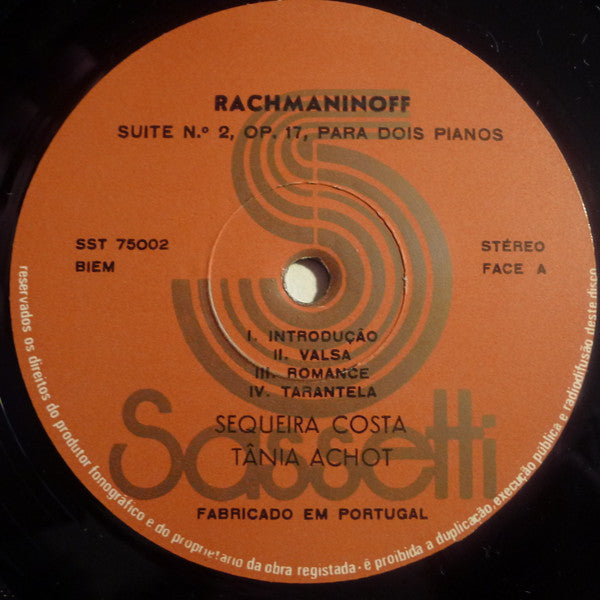 RACHMANINOFF
SUITE N.º 2, OP. 17, PARA DOIS PIANOS
SST 75002
BIEM
STÉREO
FACE A
I. INTRODUÇÃO
II. VALSA
III. ROMANCE
IV. TARANTELA
SEQUEIRA COSTA
TÂNIA ACHOT
Sassetti
FABRICADO EM PORTUGAL
reservados os direitos do produtor fonográfico e do proprietário da obra registada - é proibida a duplicação, execução pública e radiodifusão deste disco